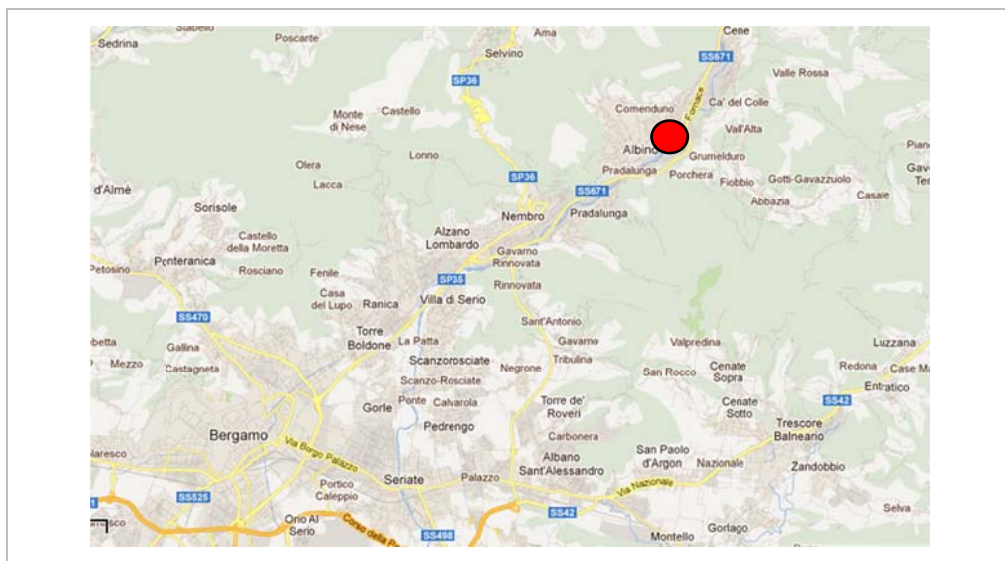 Sedrina
Poscarte
Ama
Cene
Selvino
SS671
Valle Rossa
SP36
Monte
di Nese
Castello
Comenduno
Fornace
Ca' del Colle
Vall'Alta
Albino
Olera
Lonno
Lacca
Pradalunga
Porchera
Grumelduro
Fiobbio
Gotti-Gavazzuolo
Abbazia
Casale
d'Almè
SP36
SS671
Sorisole
Nembro
Pradalunga
Castello
della Moretta
Alzano
Lombardo
Ponteranica
Petosino
Rosciano
Fenile
Gavarno
Rinnovata
SP35
Rinnovata
Casa
del Lupo
Ranica
Villa di Serio
SS470
Sant'Antonio
Torre
Boldone
La Patta
Gavarno
Tribulina
Valpredina
Luzzana
Gallina
Mezzo
Castagneta
Scanzorosciate
Negrone
San Rocco
Cenate
Sopra
Redona
Entratico
Scanzo-Rosciate
SS42
Gorle
Ponte
Calvarola
Torre de'
Roveri
Cenate
Sotto
Pedrengo
Carbonera
Trescore
Balneario
Bergamo
Via Borgo Palazzo
Albano
Sant'Alessandro
San Paolo
d'Argon
Nazionale
Zandobbio
Portico
Caleppio
Seriate
Palazzo
Via Nazionale
SS525
SS42
Selva
Orio Al
Serio
SS498
Gorlago
Montello